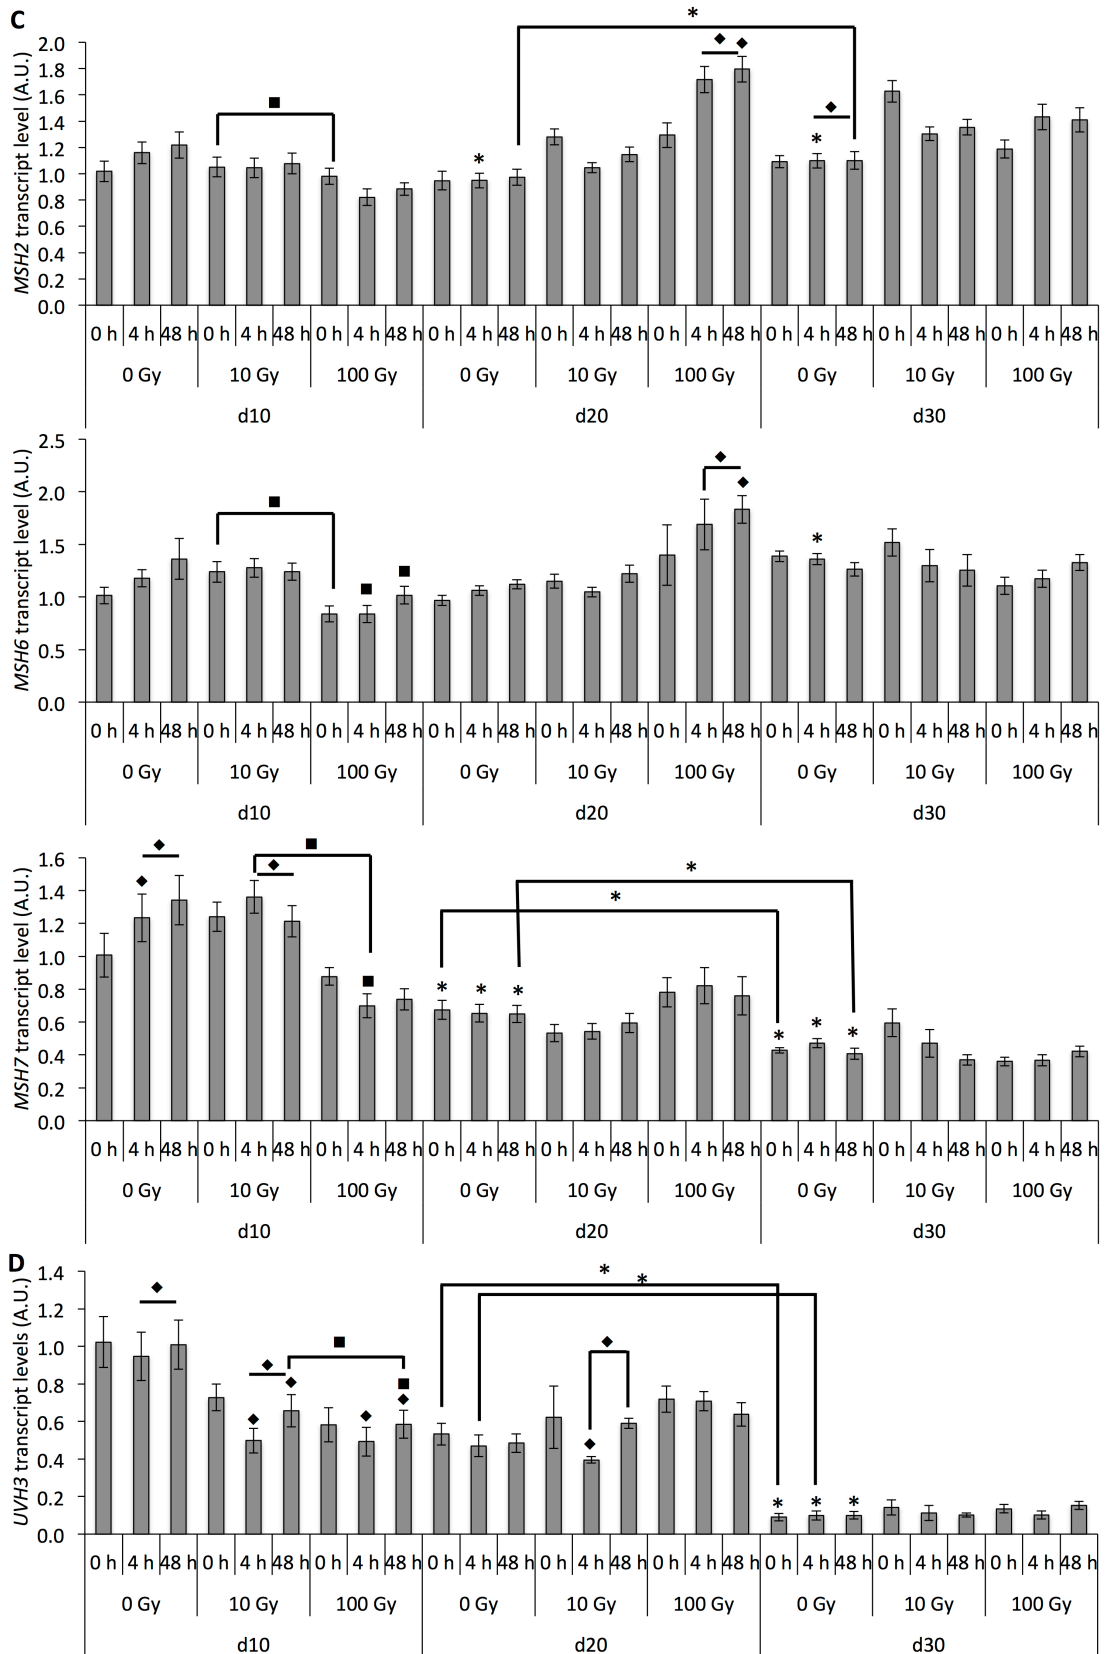 C
*
MSH2 transcript level (A.U.)
2.0
1.8
1.6
1.4
1.2
1.0
0.8
0.6
0.4
0.2
0.0
◆ ◆
■
◆
* *
0 h 4 h 48 h 0 h 4 h 48 h 0 h 4 h 48 h 0 h 4 h 48 h 0 h 4 h 48 h 0 h 4 h 48 h 0 h 4 h 48 h 0 h 4 h 48 h 0 h 4 h 48 h
0 Gy 10 Gy 100 Gy 0 Gy 10 Gy 100 Gy 0 Gy 10 Gy 100 Gy
d10 d20 d30
MSH6 transcript level (A.U.)
2.5
2.0
1.5
1.0
0.5
0.0
◆
■ ◆
*
■ ■
0 h 4 h 48 h 0 h 4 h 48 h 0 h 4 h 48 h 0 h 4 h 48 h 0 h 4 h 48 h 0 h 4 h 48 h 0 h 4 h 48 h 0 h 4 h 48 h 0 h 4 h 48 h
0 Gy 10 Gy 100 Gy 0 Gy 10 Gy 100 Gy 0 Gy 10 Gy 100 Gy
d10 d20 d30
MSH7 transcript level (A.U.)
1.6
1.4
1.2
1.0
0.8
0.6
0.4
0.2
0.0
◆ ■
◆ ◆ * *
■ * * *
* * *
0 h 4 h 48 h 0 h 4 h 48 h 0 h 4 h 48 h 0 h 4 h 48 h 0 h 4 h 48 h 0 h 4 h 48 h 0 h 4 h 48 h 0 h 4 h 48 h 0 h 4 h 48 h
0 Gy 10 Gy 100 Gy 0 Gy 10 Gy 100 Gy 0 Gy 10 Gy 100 Gy
d10 d20 d30
D
UVH3 transcript levels (A.U.)
1.4
1.2
1.0
0.8
0.6
0.4
0.2
0.0
◆ * *
■ ◆
◆ ◆ ■
◆ ◆ ◆ ◆
* * *
0 h 4 h 48 h 0 h 4 h 48 h 0 h 4 h 48 h 0 h 4 h 48 h 0 h 4 h 48 h 0 h 4 h 48 h 0 h 4 h 48 h 0 h 4 h 48 h 0 h 4 h 48 h
0 Gy 10 Gy 100 Gy 0 Gy 10 Gy 100 Gy 0 Gy 10 Gy 100 Gy
d10 d20 d30